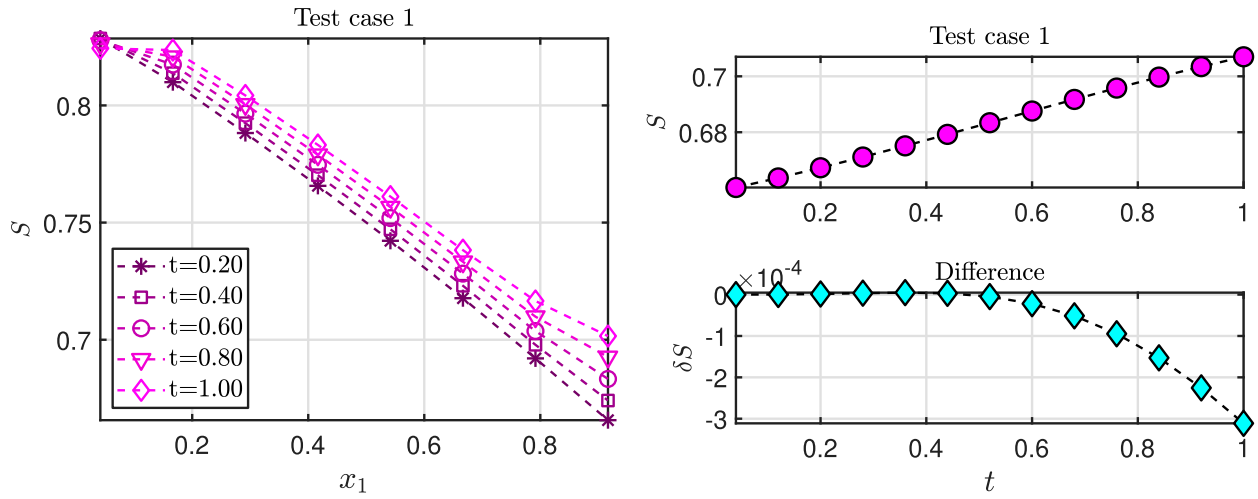 Test case 1
S
0.8
0.75
0.7
t=0.20
t=0.40
t=0.60
t=0.80
t=1.00
0.2 0.4 0.6 0.8
x₁
Test case 1
S
0.7
0.68
0.2 0.4 0.6 0.8 1
×10⁻⁴ Difference
δS
0
-1
-2
-3
0.2 0.4 0.6 0.8 1
t